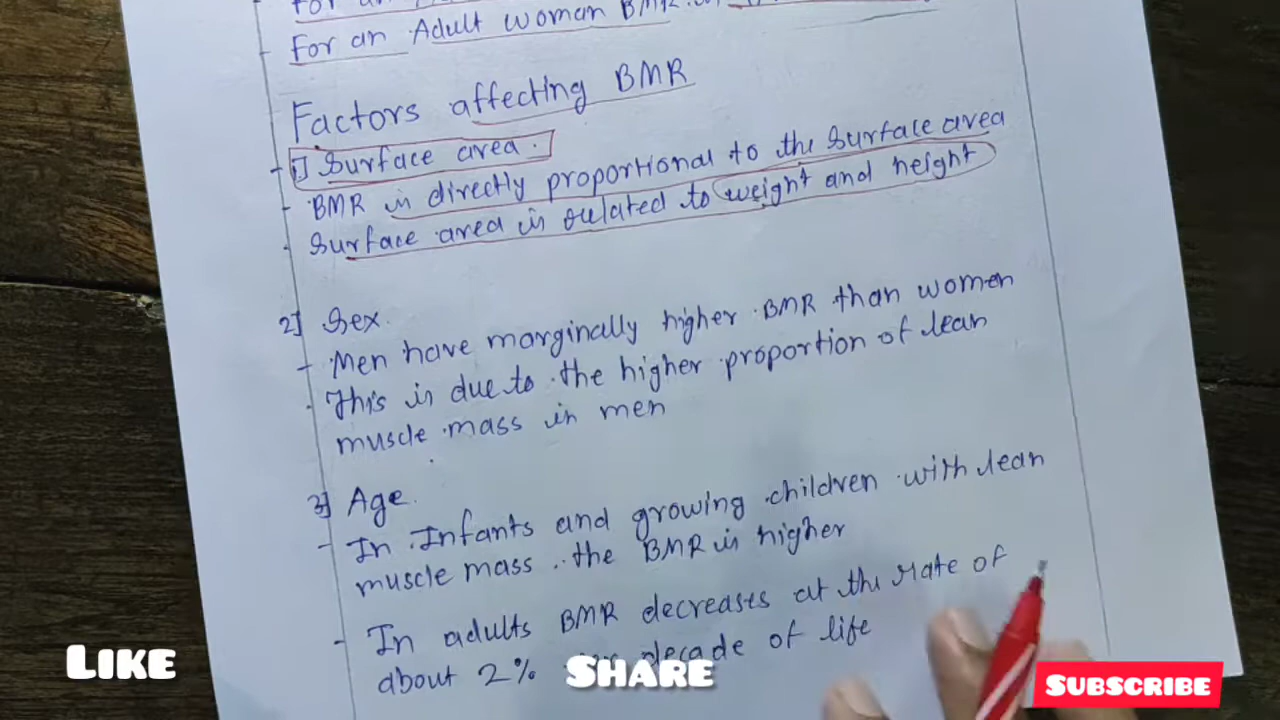 For an Adult woman BMR
Factors affecting BMR
1] Surface area.
BMR is directly proportional to the surface area
- Surface area is related to weight and height
2] Sex.
- Men have marginally higher BMR than women
- This is due to the higher proportion of lean
muscle mass in men
3] Age.
- In Infants and growing children with lean
muscle mass the BMR is higher
- In adults BMR decreases at the rate of
about 2% decade of life
LIKE
SHARE
SUBSCRIBE